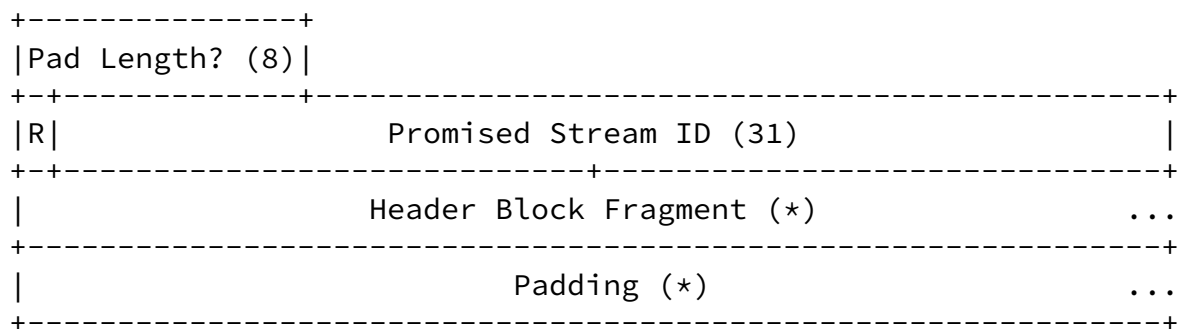 +---------------+
|Pad Length? (8)|
+-+-------------+-----------------------------------------------+
|R|                  Promised Stream ID (31)                    |
+-+-----------------------------+-------------------------------+
|                   Header Block Fragment (*)                 ...
+---------------------------------------------------------------+
|                           Padding (*)                       ...
+---------------------------------------------------------------+